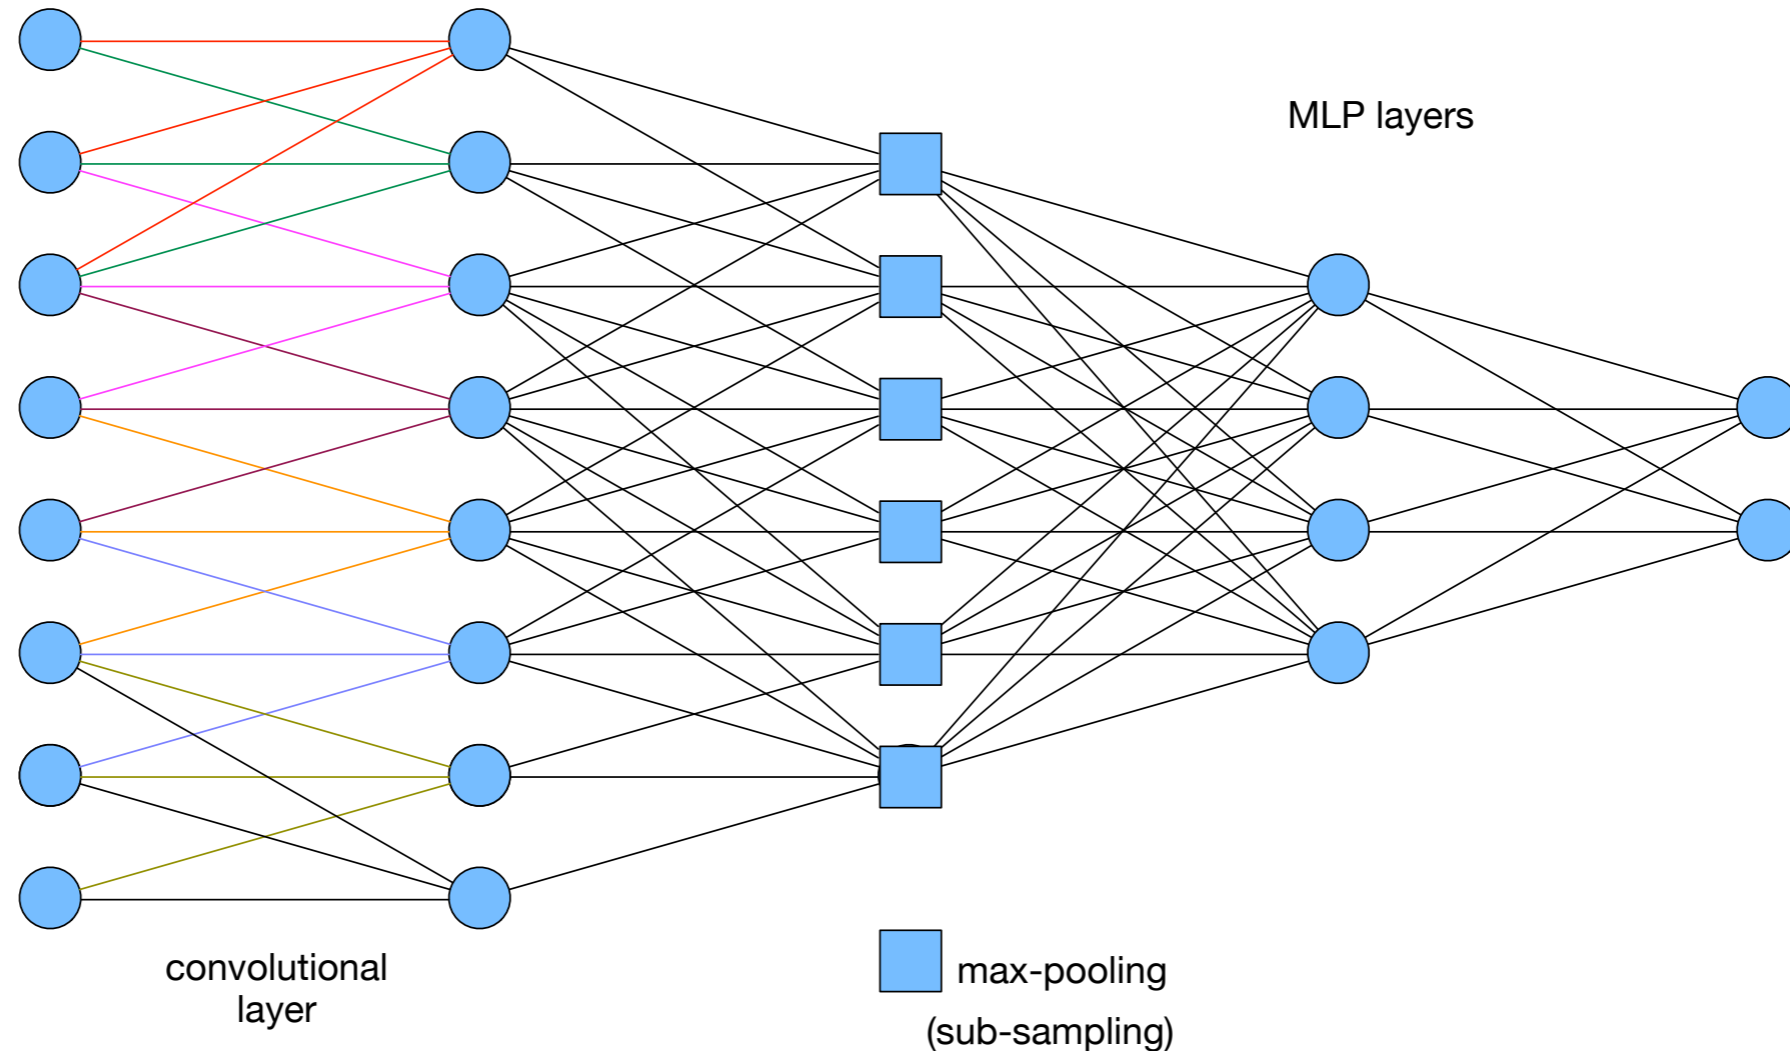 MLP layers
convolutional
layer
max-pooling
(sub-sampling)